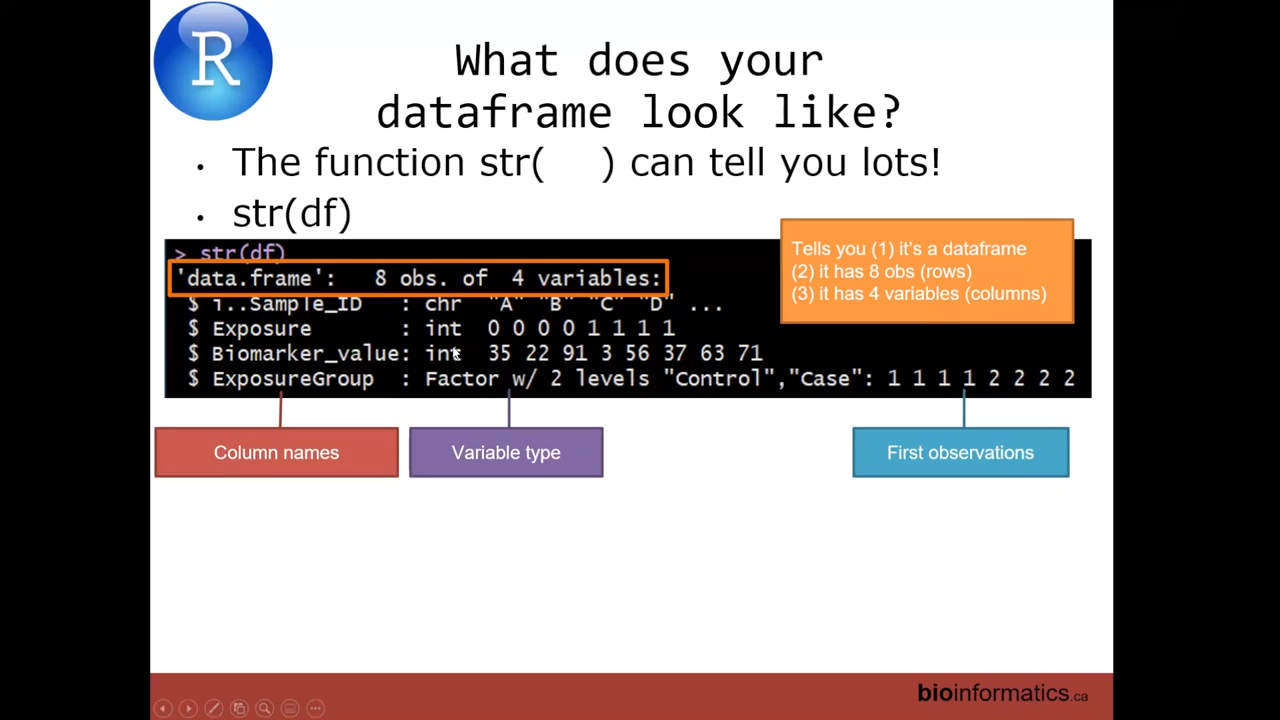 R
What does your
dataframe look like?
• The function str( ) can tell you lots!
• str(df)
> str(df)
'data.frame': 8 obs. of 4 variables:
$ ï..Sample_ID : chr "A" "B" "C" "D" ...
$ Exposure : int 0 0 0 0 1 1 1 1
$ Biomarker_value: int 35 22 91 3 56 37 63 71
$ ExposureGroup : Factor w/ 2 levels "Control","Case": 1 1 1 1 2 2 2 2
Tells you (1) it's a dataframe
(2) it has 8 obs (rows)
(3) it has 4 variables (columns)
Column names
Variable type
First observations
bioinformatics.ca